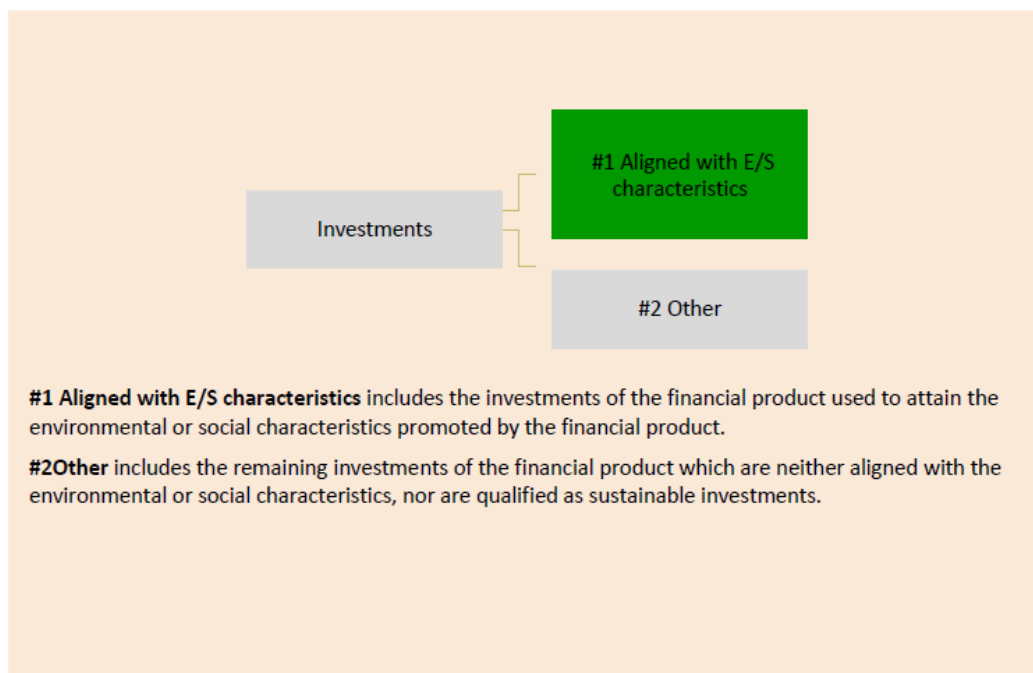 #1 Aligned with E/S
characteristics
Investments
#2 Other
#1 Aligned with E/S characteristics includes the investments of the financial product used to attain the
environmental or social characteristics promoted by the financial product.
#2Other includes the remaining investments of the financial product which are neither aligned with the
environmental or social characteristics, nor are qualified as sustainable investments.